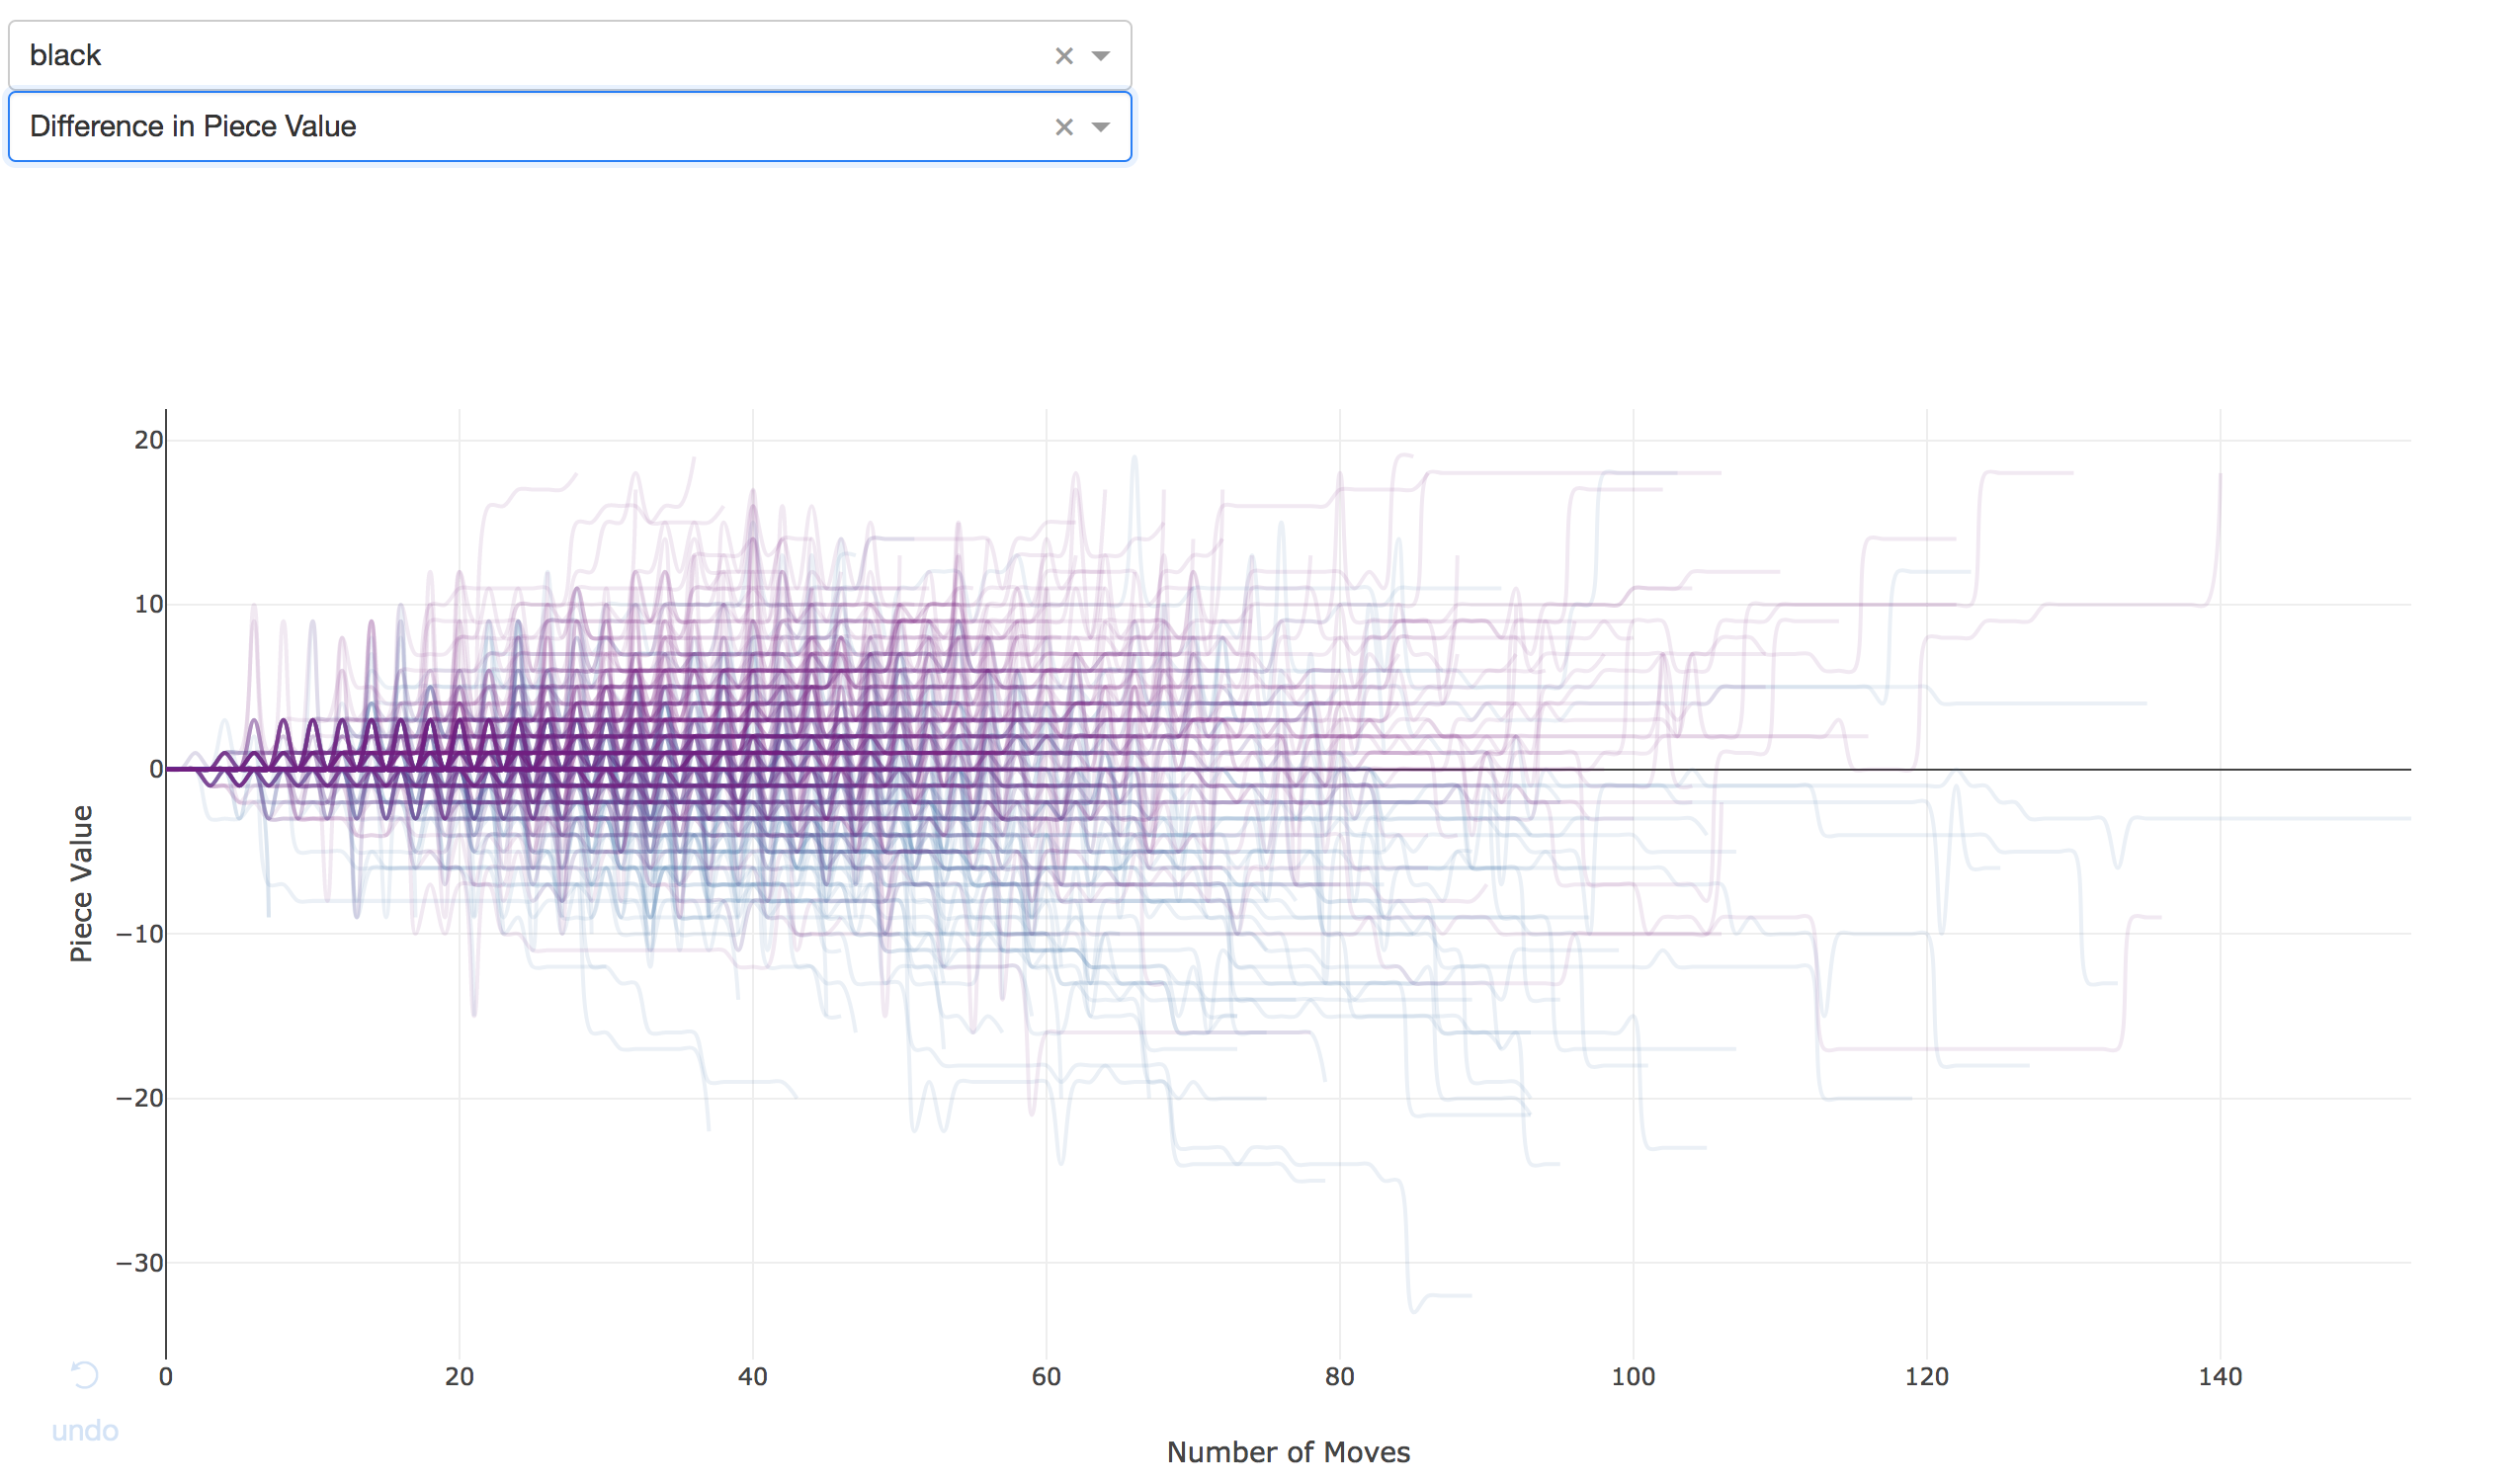 black
Difference in Piece Value
20
10
0
−10
−20
−30
Piece Value
0 20 40 60 80 100 120 140
Number of Moves
undo